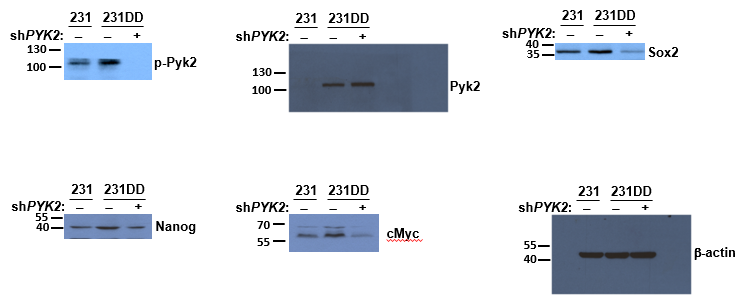 231 231DD
shPYK2: – – +
130
100
p-Pyk2
231 231DD
shPYK2: – – +
130
100
Pyk2
231 231DD
shPYK2: – – +
40
35
Sox2
231 231DD
shPYK2: – – +
55
40
Nanog
231 231DD
shPYK2: – – +
70
55
cMyc
231 231DD
shPYK2: – – +
55
40
β-actin